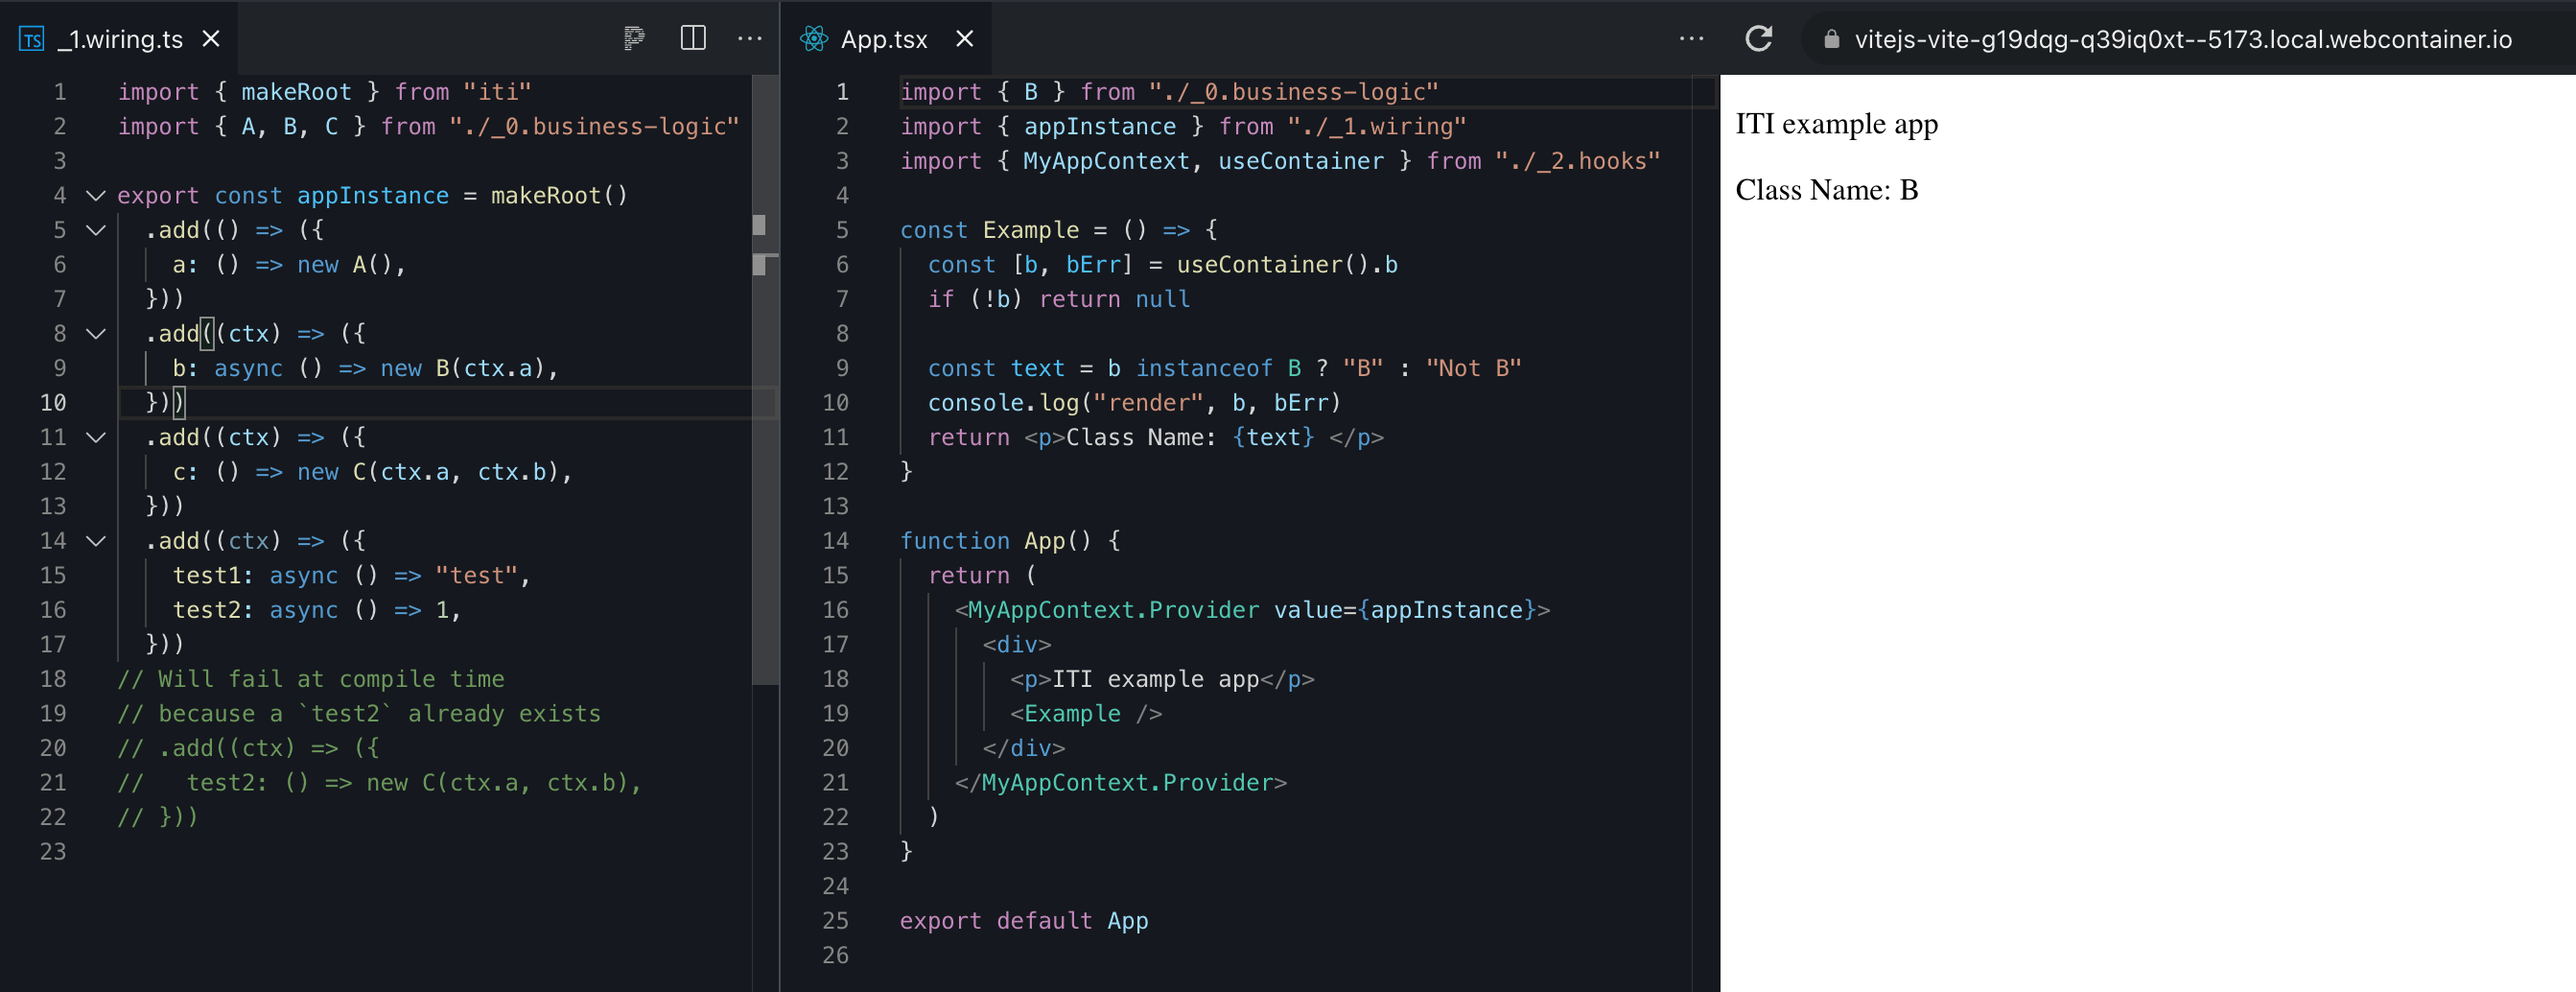 TS _1.wiring.ts
1 import { makeRoot } from "iti"
2 import { A, B, C } from "./_0.business-logic"
3
4 export const appInstance = makeRoot()
5   .add(() => ({
6     a: () => new A(),
7   }))
8   .add((ctx) => ({
9     b: async () => new B(ctx.a),
10   }))
11   .add((ctx) => ({
12     c: () => new C(ctx.a, ctx.b),
13   }))
14   .add((ctx) => ({
15     test1: async () => "test",
16     test2: async () => 1,
17   }))
18 // Will fail at compile time
19 // because a `test2` already exists
20 // .add((ctx) => ({
21 //   test2: () => new C(ctx.a, ctx.b),
22 // }))
23
App.tsx
1 import { B } from "./_0.business-logic"
2 import { appInstance } from "./_1.wiring"
3 import { MyAppContext, useContainer } from "./_2.hooks"
4
5 const Example = () => {
6   const [b, bErr] = useContainer().b
7   if (!b) return null
8
9   const text = b instanceof B ? "B" : "Not B"
10   console.log("render", b, bErr)
11   return <p>Class Name: {text} </p>
12 }
13
14 function App() {
15   return (
16     <MyAppContext.Provider value={appInstance}>
17       <div>
18         <p>ITI example app</p>
19         <Example />
20       </div>
21     </MyAppContext.Provider>
22   )
23 }
24
25 export default App
26
vitejs-vite-g19dqg-q39iq0xt--5173.local.webcontainer.io
ITI example app
Class Name: B